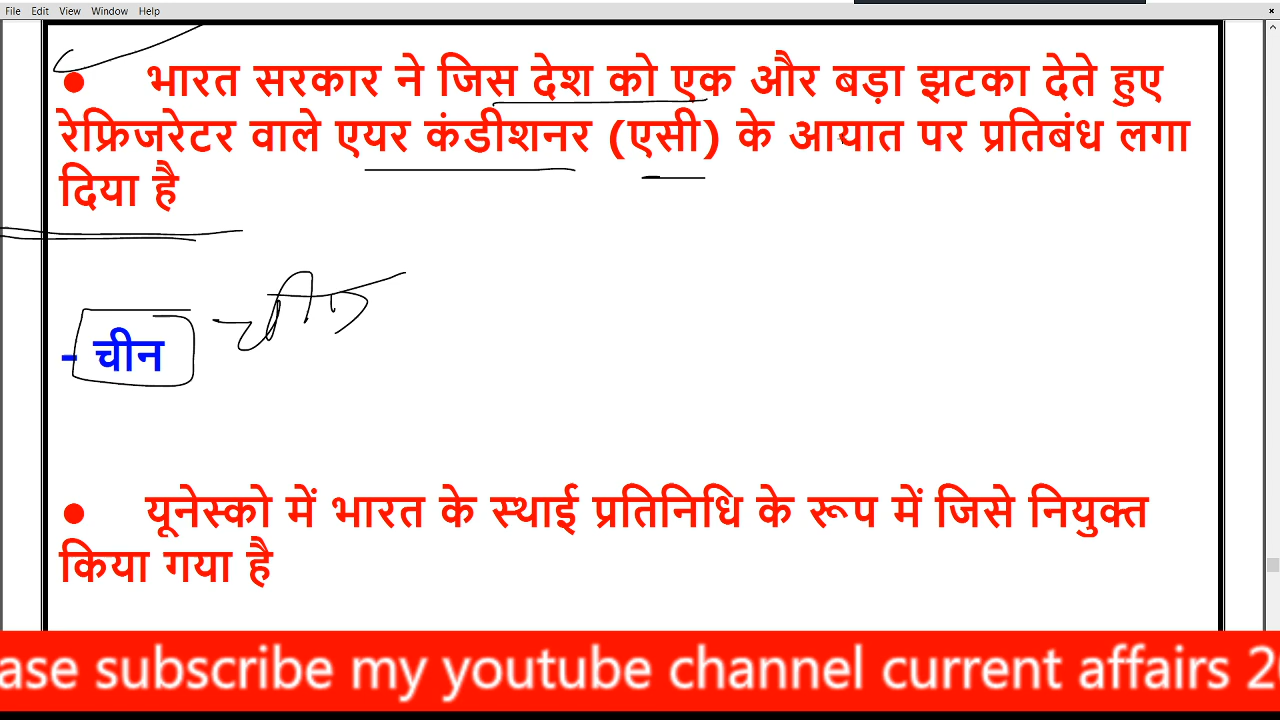 File Edit View Window Help
● भारत सरकार ने जिस देश को एक और बड़ा झटका देते हुए
रेफ्रिजरेटर वाले एयर कंडीशनर (एसी) के आयात पर प्रतिबंध लगा
दिया है
- चीन
● यूनेस्को में भारत के स्थाई प्रतिनिधि के रूप में जिसे नियुक्त
किया गया है
ase subscribe my youtube channel current affairs 2